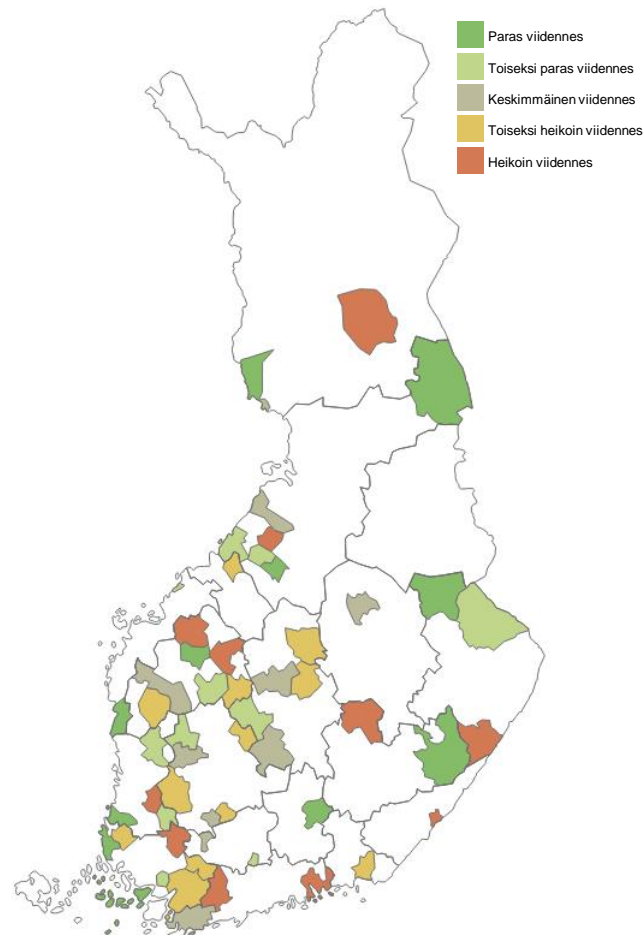 Paras viidennes
Toiseksi paras viidennes
Keskimmäinen viidennes
Toiseksi heikoin viidennes
Heikoin viidennes